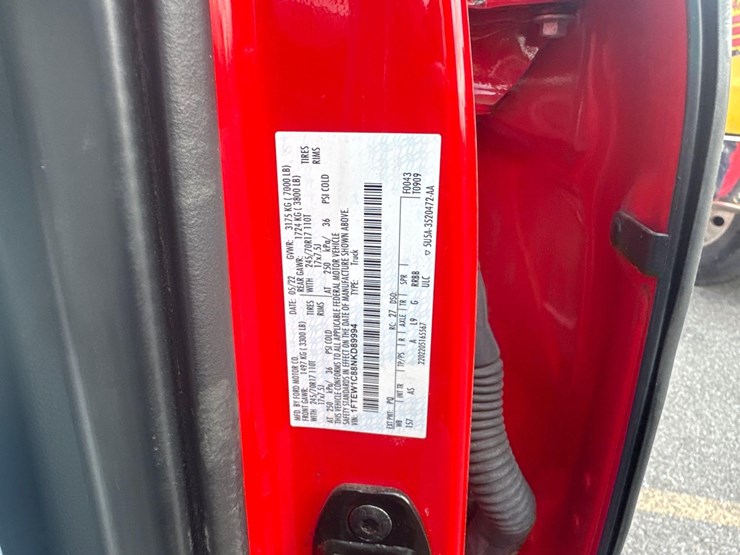 MFD. BY FORD MOTOR CO.
DATE: 05/22 GVWR: 3175 KG ( 7000 LB)
FRONT GAWR: 1497 KG ( 3300 LB) REAR GAWR: 1724 KG ( 3800 LB)
WITH 245/70R17 110T TIRES WITH 245/70R17 110T TIRES
17x7.5J RIMS 17x7.5J RIMS
AT 250 kPa/ 36 PSI COLD AT 250 kPa/ 36 PSI COLD
THIS VEHICLE CONFORMS TO ALL APPLICABLE FEDERAL MOTOR VEHICLE
SAFETY STANDARDS IN EFFECT ON THE DATE OF MANUFACTURE SHOWN ABOVE.
VIN: 1FTEW1C88NKD89994 TYPE: Truck
EXT PNT: PQ RC: 27 DSO: F0043
WB INT TR TP/PS R AXLE TR SPR T0909
157 AS A L9 G RRBB
2202205165567 ULC
5U5A-3520472-AA